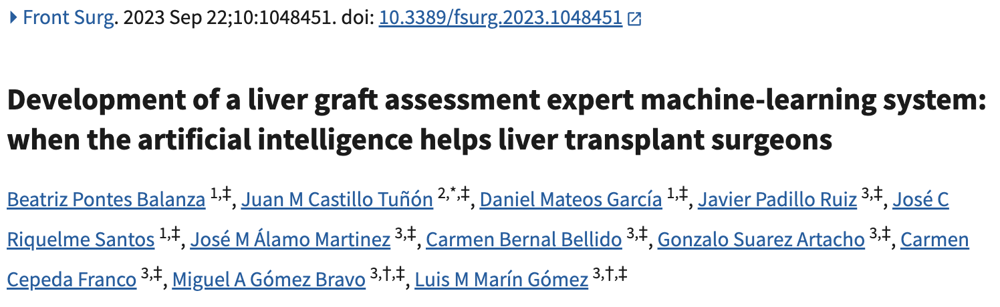 Front Surg. 2023 Sep 22;10:1048451. doi: 10.3389/fsurg.2023.1048451
Development of a liver graft assessment expert machine-learning system:
when the artificial intelligence helps liver transplant surgeons
Beatriz Pontes Balanza 1,‡, Juan M Castillo Tuñón 2,*,‡, Daniel Mateos García 1,‡, Javier Padillo Ruiz 3,‡, José C
Riquelme Santos 1,‡, José M Álamo Martinez 3,‡, Carmen Bernal Bellido 3,‡, Gonzalo Suarez Artacho 3,‡, Carmen
Cepeda Franco 3,‡, Miguel A Gómez Bravo 3,†,‡, Luis M Marín Gómez 3,†,‡